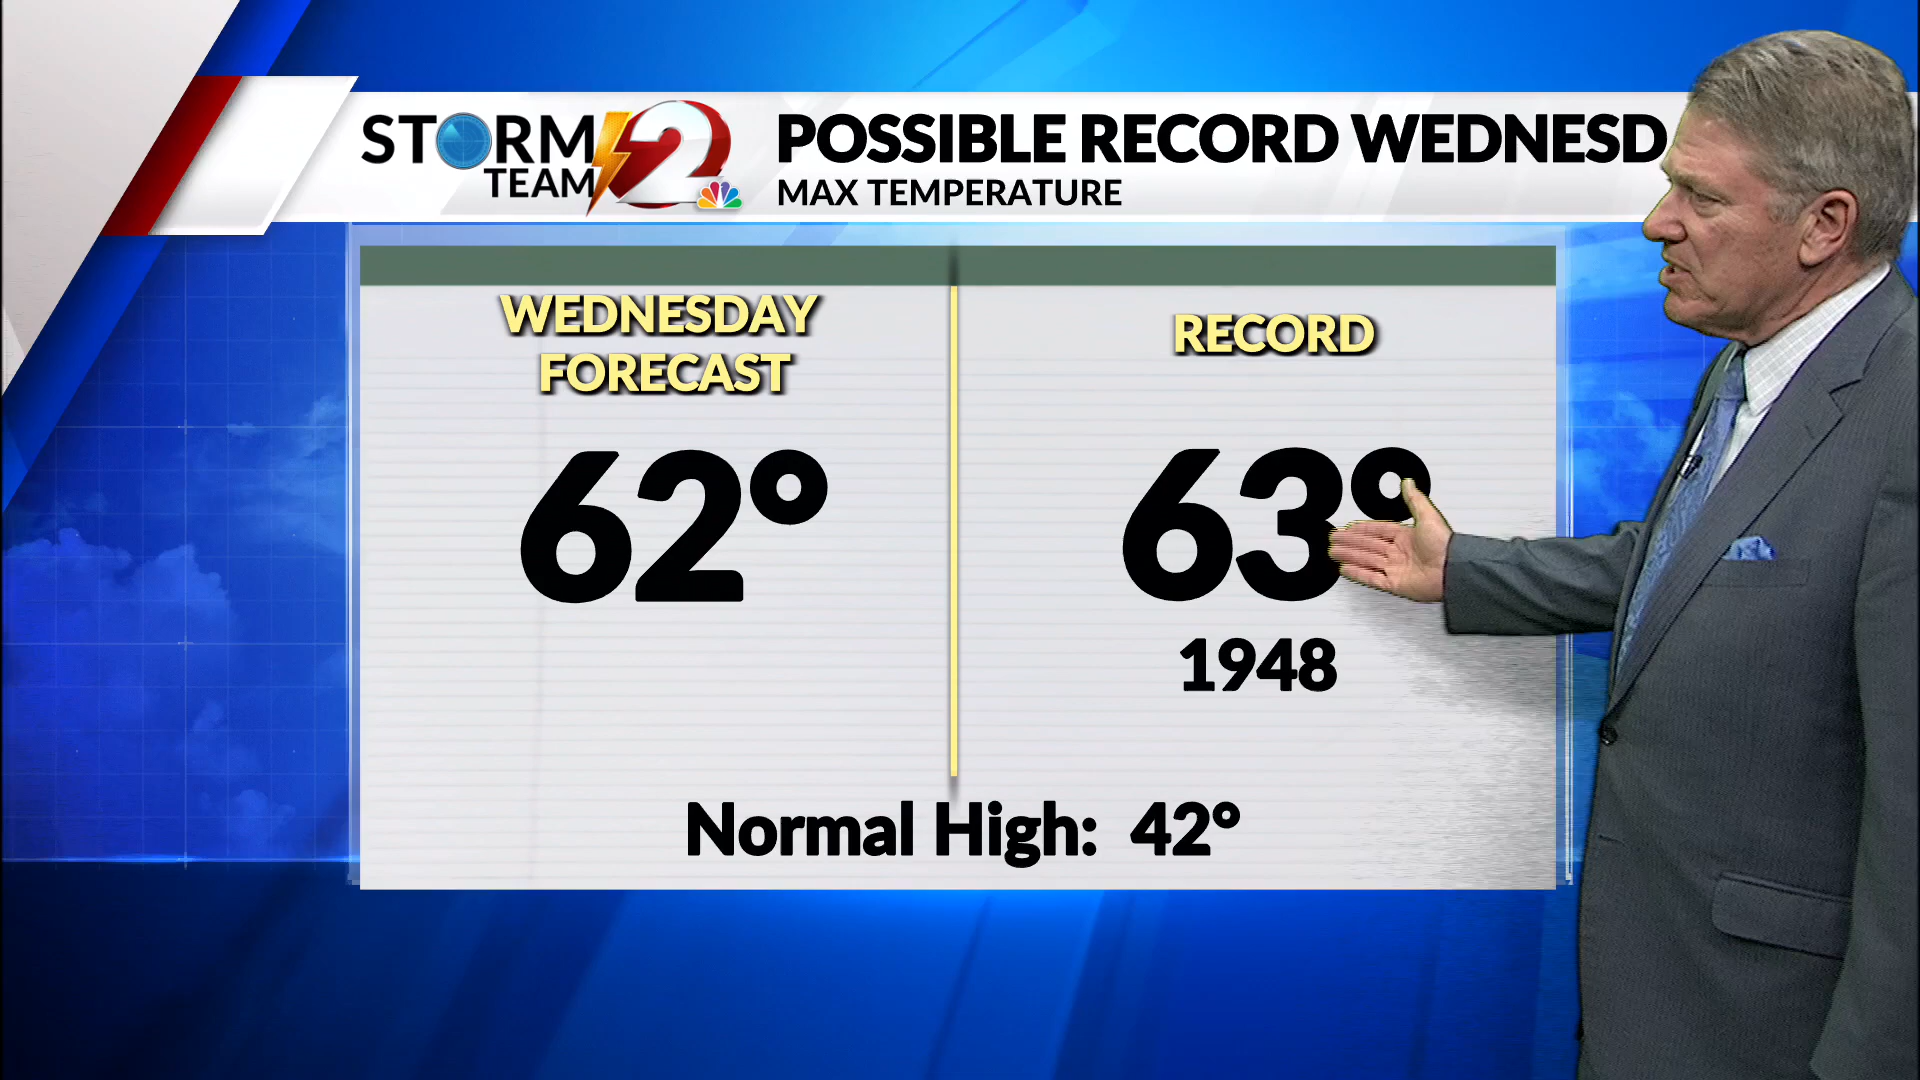 STORM
TEAM
2
POSSIBLE RECORD WEDNESD
MAX TEMPERATURE
WEDNESDAY
FORECAST
62°
RECORD
63°
1948
Normal High: 42°